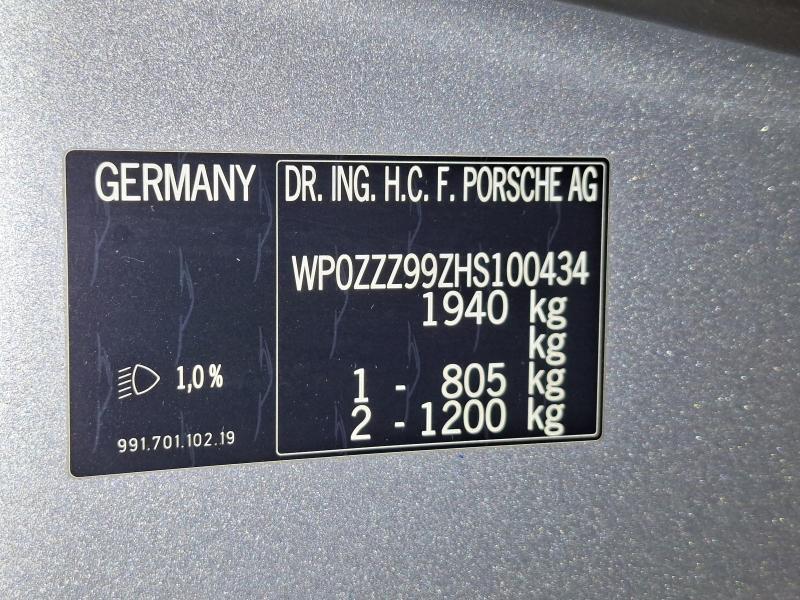 GERMANY
DR. ING. H.C. F. PORSCHE AG
WP0ZZZ99ZHS100434
1940 kg
kg
1 - 805 kg
2 - 1200 kg
1,0 %
991.701.102.19